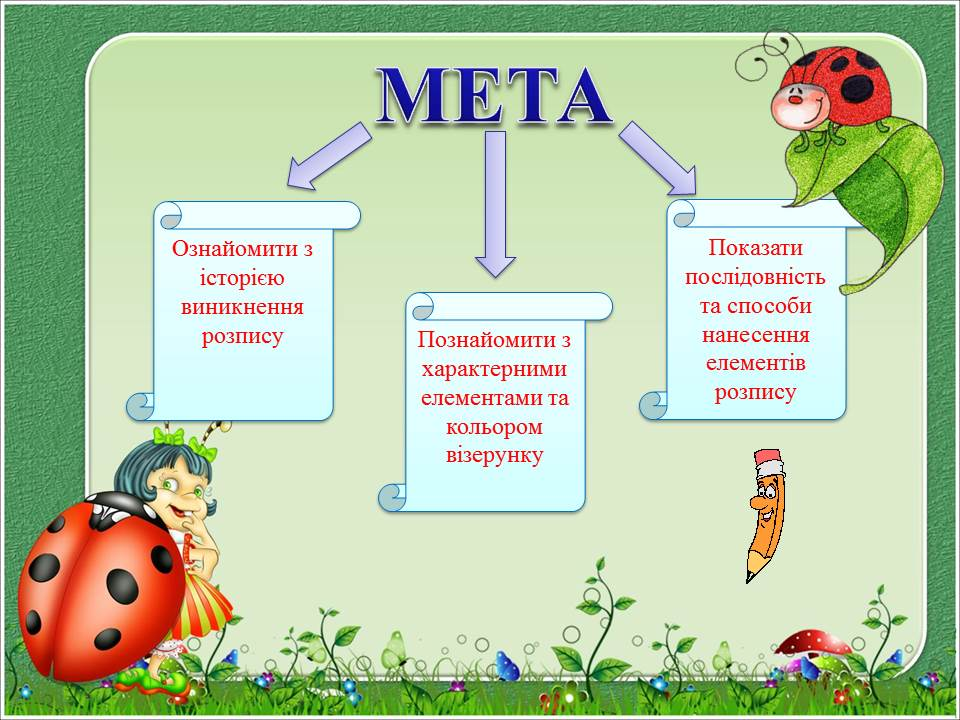 МЕТА
Ознайомити з
історією
виникнення
розпису
Познайомити з
характерними
елементами та
кольором
візерунку
Показати
послідовність
та способи
нанесення
елементів
розпису